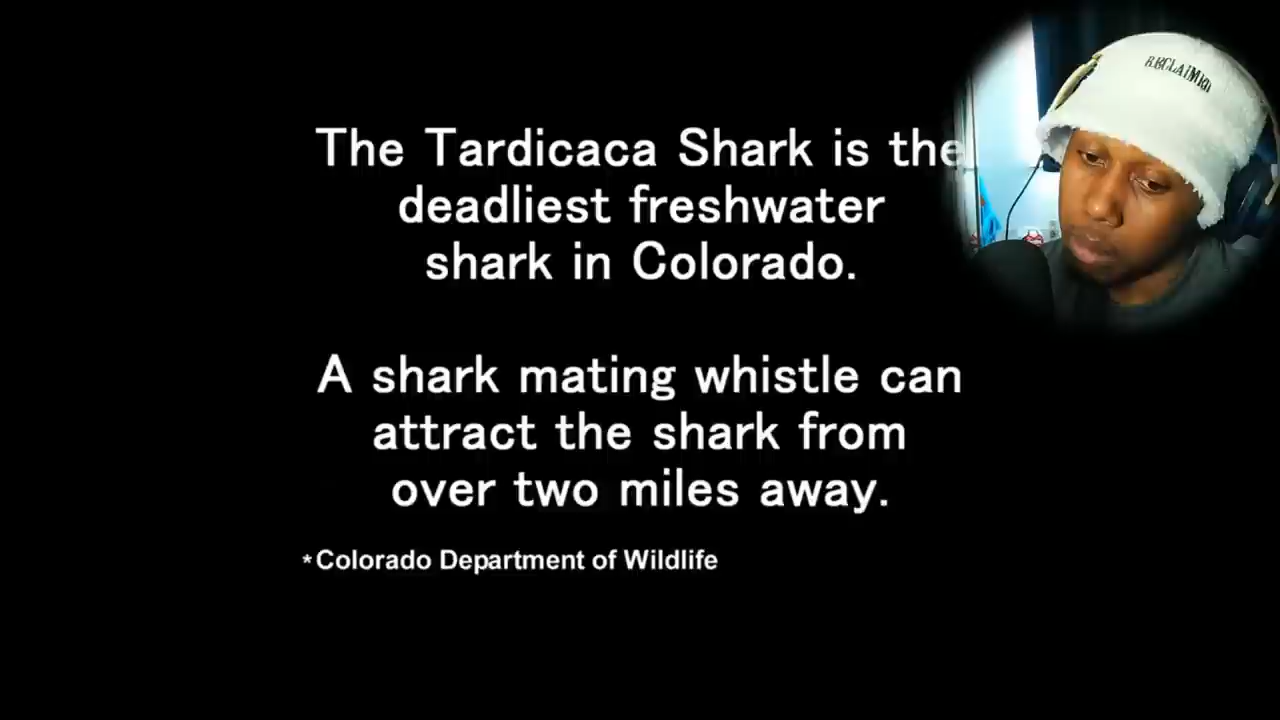 The Tardicaca Shark is the
deadliest freshwater
shark in Colorado.
A shark mating whistle can
attract the shark from
over two miles away.
*Colorado Department of Wildlife
RECLAIMED